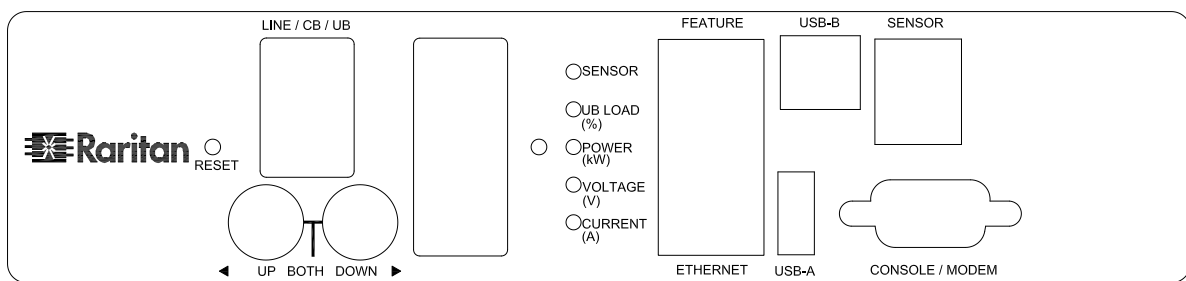 LINE / CB / UB
FEATURE
USB-B
SENSOR
SENSOR
UB LOAD
(%)
POWER
(kW)
VOLTAGE
(V)
CURRENT
(A)
Raritan
RESET
UP BOTH DOWN
ETHERNET
USB-A
CONSOLE / MODEM